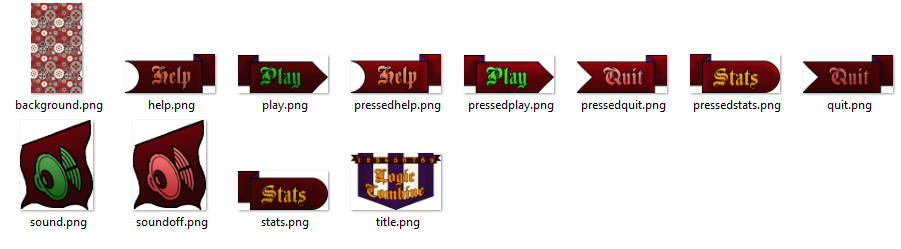 Help
Play
Help
Play
Quit
Stats
Quit
background.png
help.png
play.png
pressedhelp.png
pressedplay.png
pressedquit.png
pressedstats.png
quit.png
1 2 3 4 5 6 7 8 9
Logic
Combine
Stats
sound.png
soundoff.png
stats.png
title.png